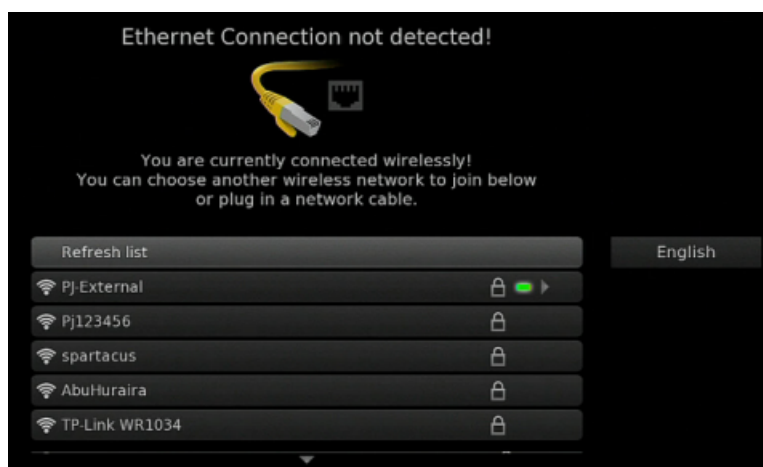 Ethernet Connection not detected!
You are currently connected wirelessly!
You can choose another wireless network to join below
or plug in a network cable.
Refresh list
English
PJ-External
Pj123456
spartacus
AbuHuraira
TP-Link WR1034